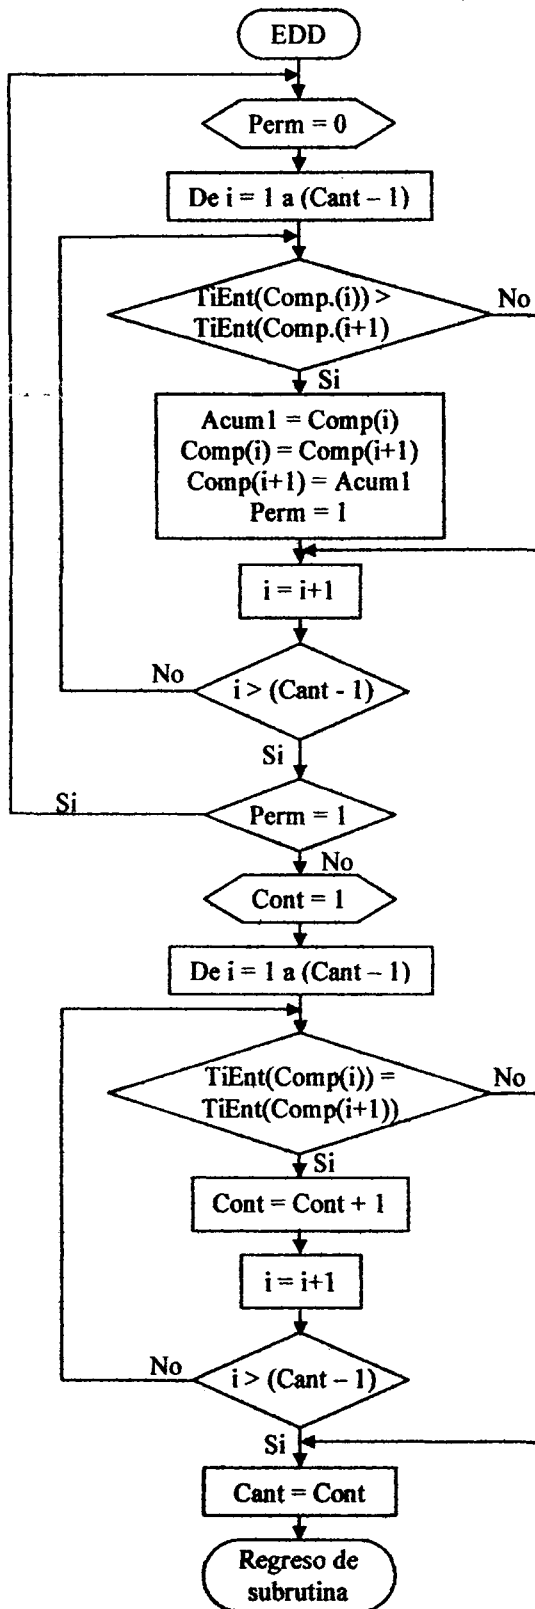 EDD
Perm = 0
De i = 1 a (Cant – 1)
TiEnt(Comp.(i)) >
TiEnt(Comp.(i+1)
No
Si
Acum1 = Comp(i)
Comp(i) = Comp(i+1)
Comp(i+1) = Acum1
Perm = 1
i = i+1
No
i > (Cant - 1)
Si
Si
Perm = 1
No
Cont = 1
De i = 1 a (Cant – 1)
TiEnt(Comp(i)) =
TiEnt(Comp(i+1))
No
Si
Cont = Cont + 1
i = i+1
No
i > (Cant – 1)
Si
Cant = Cont
Regreso de
subrutina